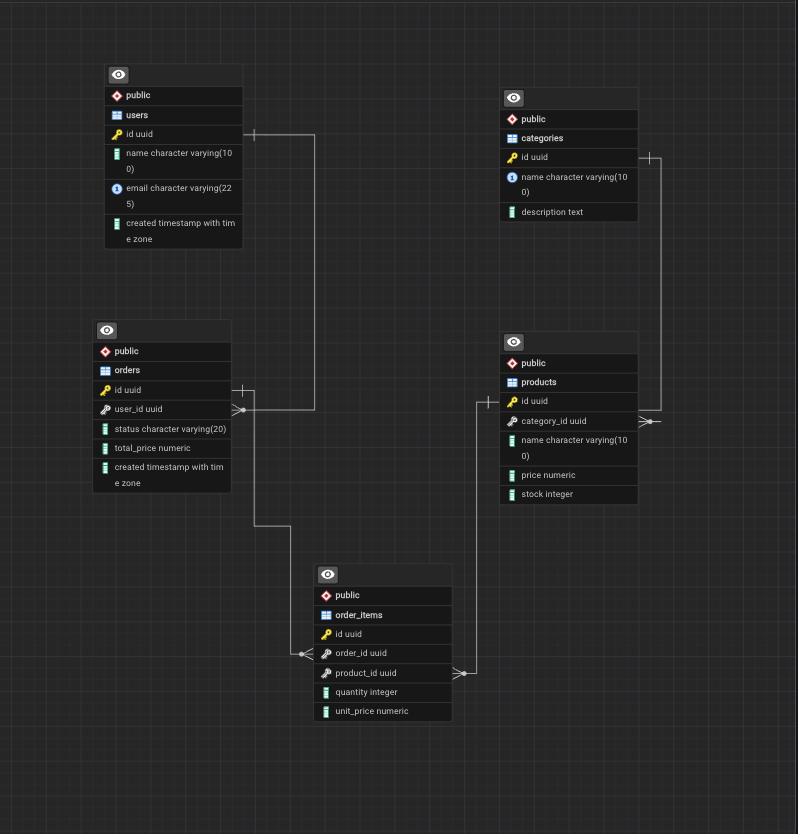 public
users
id uuid
name character varying(10
0)
email character varying(22
5)
created timestamp with tim
e zone
public
categories
id uuid
name character varying(10
0)
description text
public
orders
id uuid
user_id uuid
status character varying(20)
total_price numeric
created timestamp with tim
e zone
public
products
id uuid
category_id uuid
name character varying(10
0)
price numeric
stock integer
public
order_items
id uuid
order_id uuid
product_id uuid
quantity integer
unit_price numeric